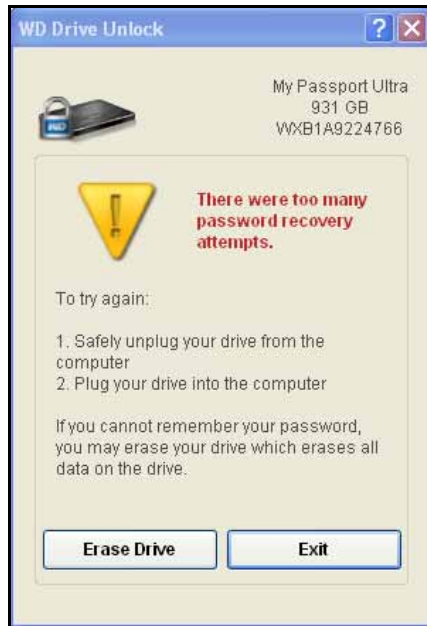 WD Drive Unlock
My Passport Ultra
931 GB
WXB1A9224766
WD
There were too many
password recovery
attempts.
To try again:
1. Safely unplug your drive from the
computer
2. Plug your drive into the computer
If you cannot remember your password,
you may erase your drive which erases all
data on the drive.
Erase Drive
Exit